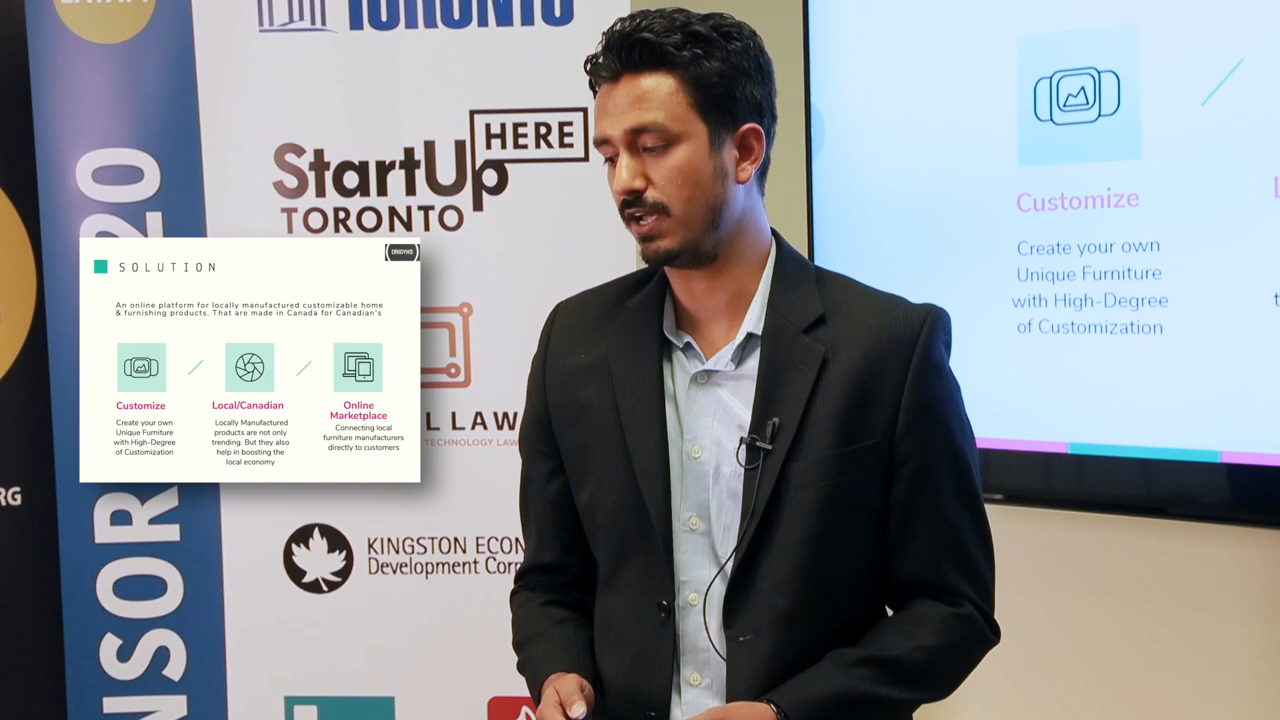 TORONTO
StartUp HERE
TORONTO
20
NSOR
RG
L LAW
TECHNOLOGY LAW
KINGSTON ECON
Development Corp
ORIGYNS
SOLUTION
An online platform for locally manufactured customizable home
& furnishing products. That are made in Canada for Canadian's
Customize
Create your own
Unique Furniture
with High-Degree
of Customization
Local/Canadian
Locally Manufactured
products are not only
trending. But they also
help in boosting the
local economy
Online
Marketplace
Connecting local
furniture manufacturers
directly to customers
Customize
Create your own
Unique Furniture
with High-Degree
of Customization